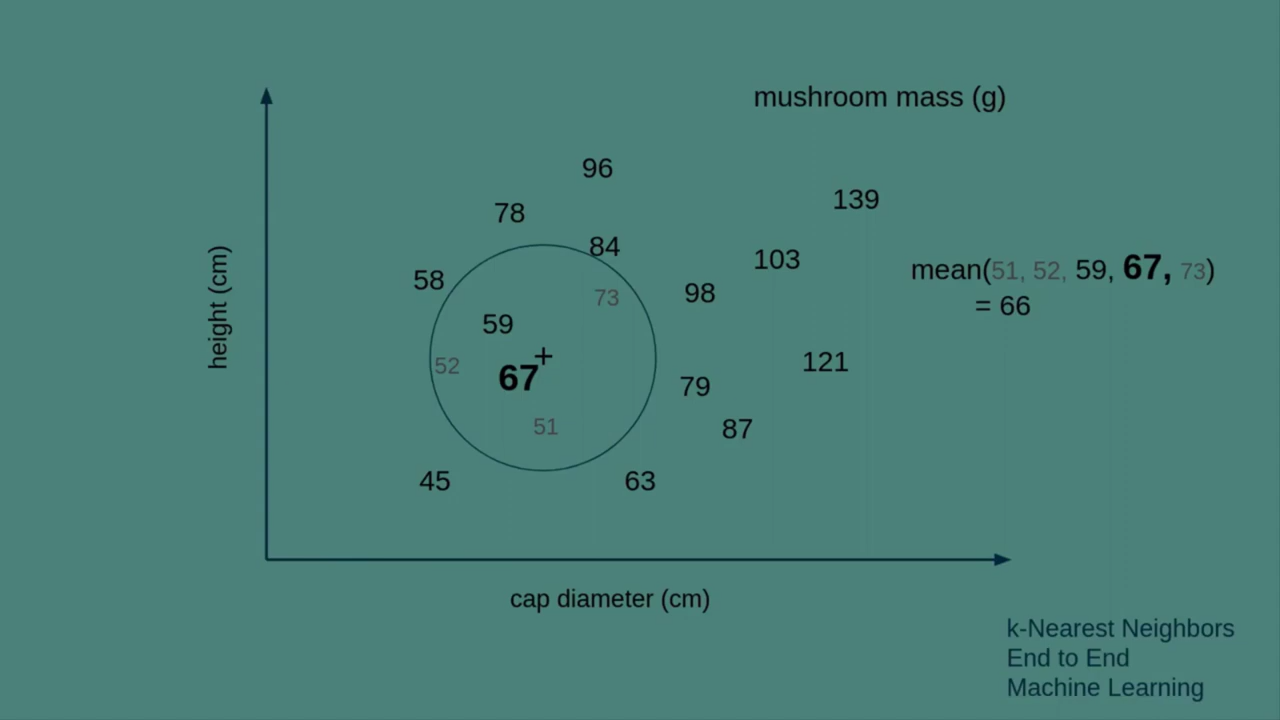 mushroom mass (g)
96
139
78
84
103
58
mean(51, 52, 59, 67, 73)
= 66
98
73
59
height (cm)
+
52
121
67
79
51
87
45
63
cap diameter (cm)
k-Nearest Neighbors
End to End
Machine Learning